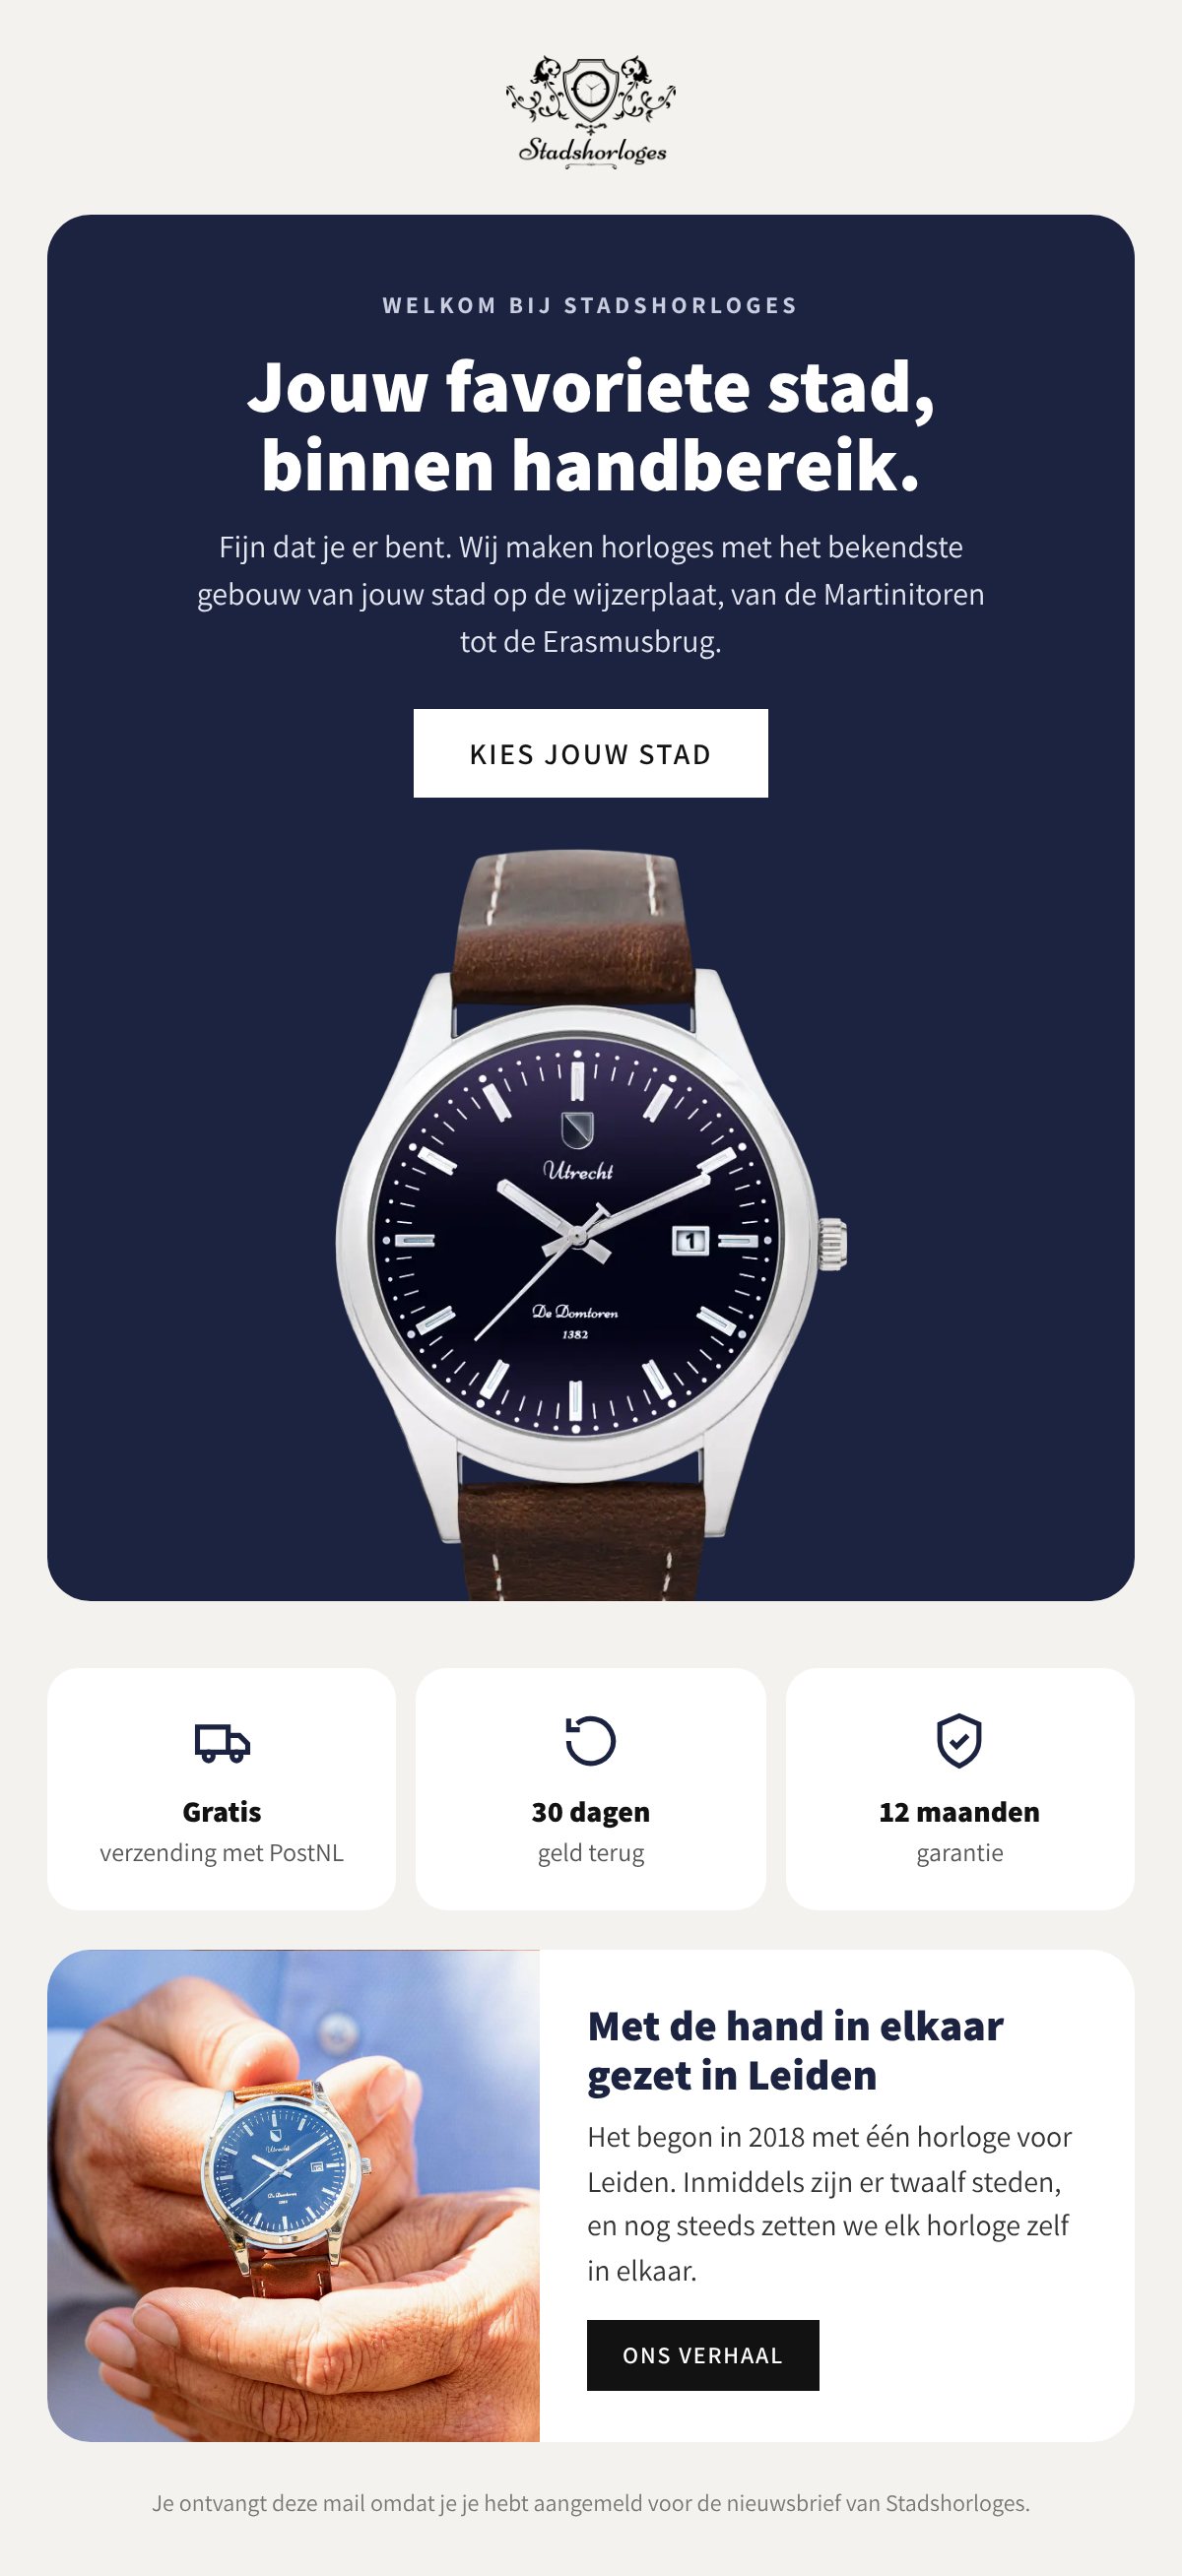 Stadshorloges
WELKOM BIJ STADSHORLOGES
Jouw favoriete stad,
binnen handbereik.
Fijn dat je er bent. Wij maken horloges met het bekendste
gebouw van jouw stad op de wijzerplaat, van de Martinitoren
tot de Erasmusbrug.
KIES JOUW STAD
Utrecht
1
De Domtoren
1382
Gratis
verzending met PostNL
30 dagen
geld terug
12 maanden
garantie
Utrecht
De Domtoren
Met de hand in elkaar
gezet in Leiden
Het begon in 2018 met één horloge voor
Leiden. Inmiddels zijn er twaalf steden,
en nog steeds zetten we elk horloge zelf
in elkaar.
ONS VERHAAL
Je ontvangt deze mail omdat je je hebt aangemeld voor de nieuwsbrief van Stadshorloges.